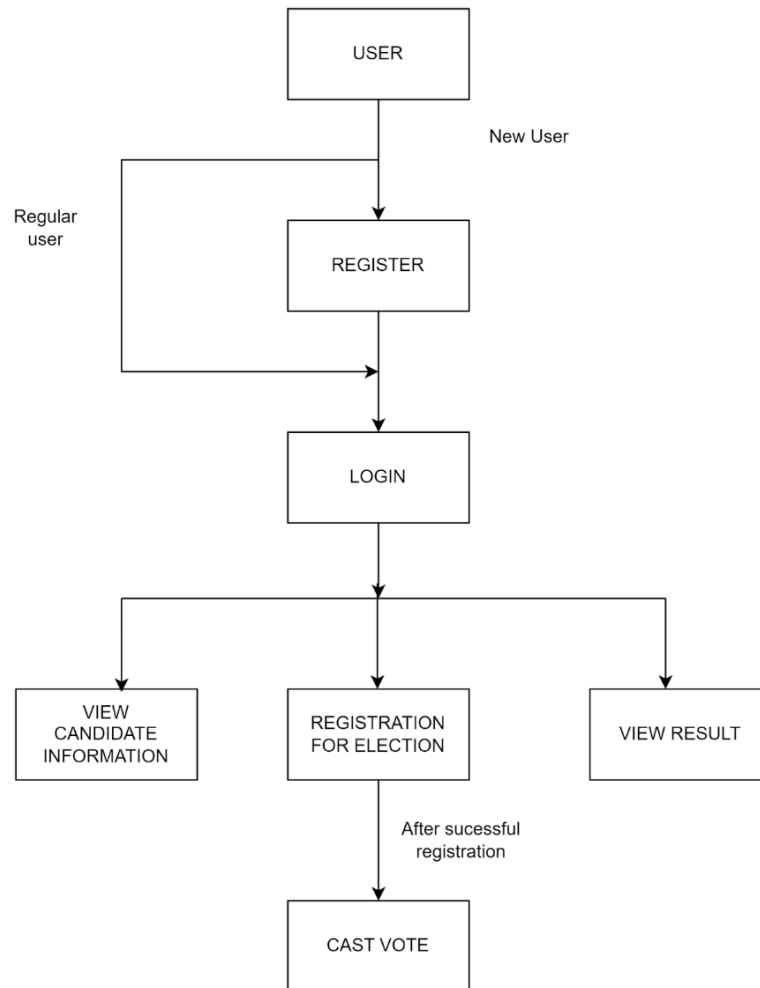 USER
New User
Regular
user
REGISTER
LOGIN
VIEW
CANDIDATE
INFORMATION
REGISTRATION
FOR ELECTION
VIEW RESULT
After sucessful
registration
CAST VOTE